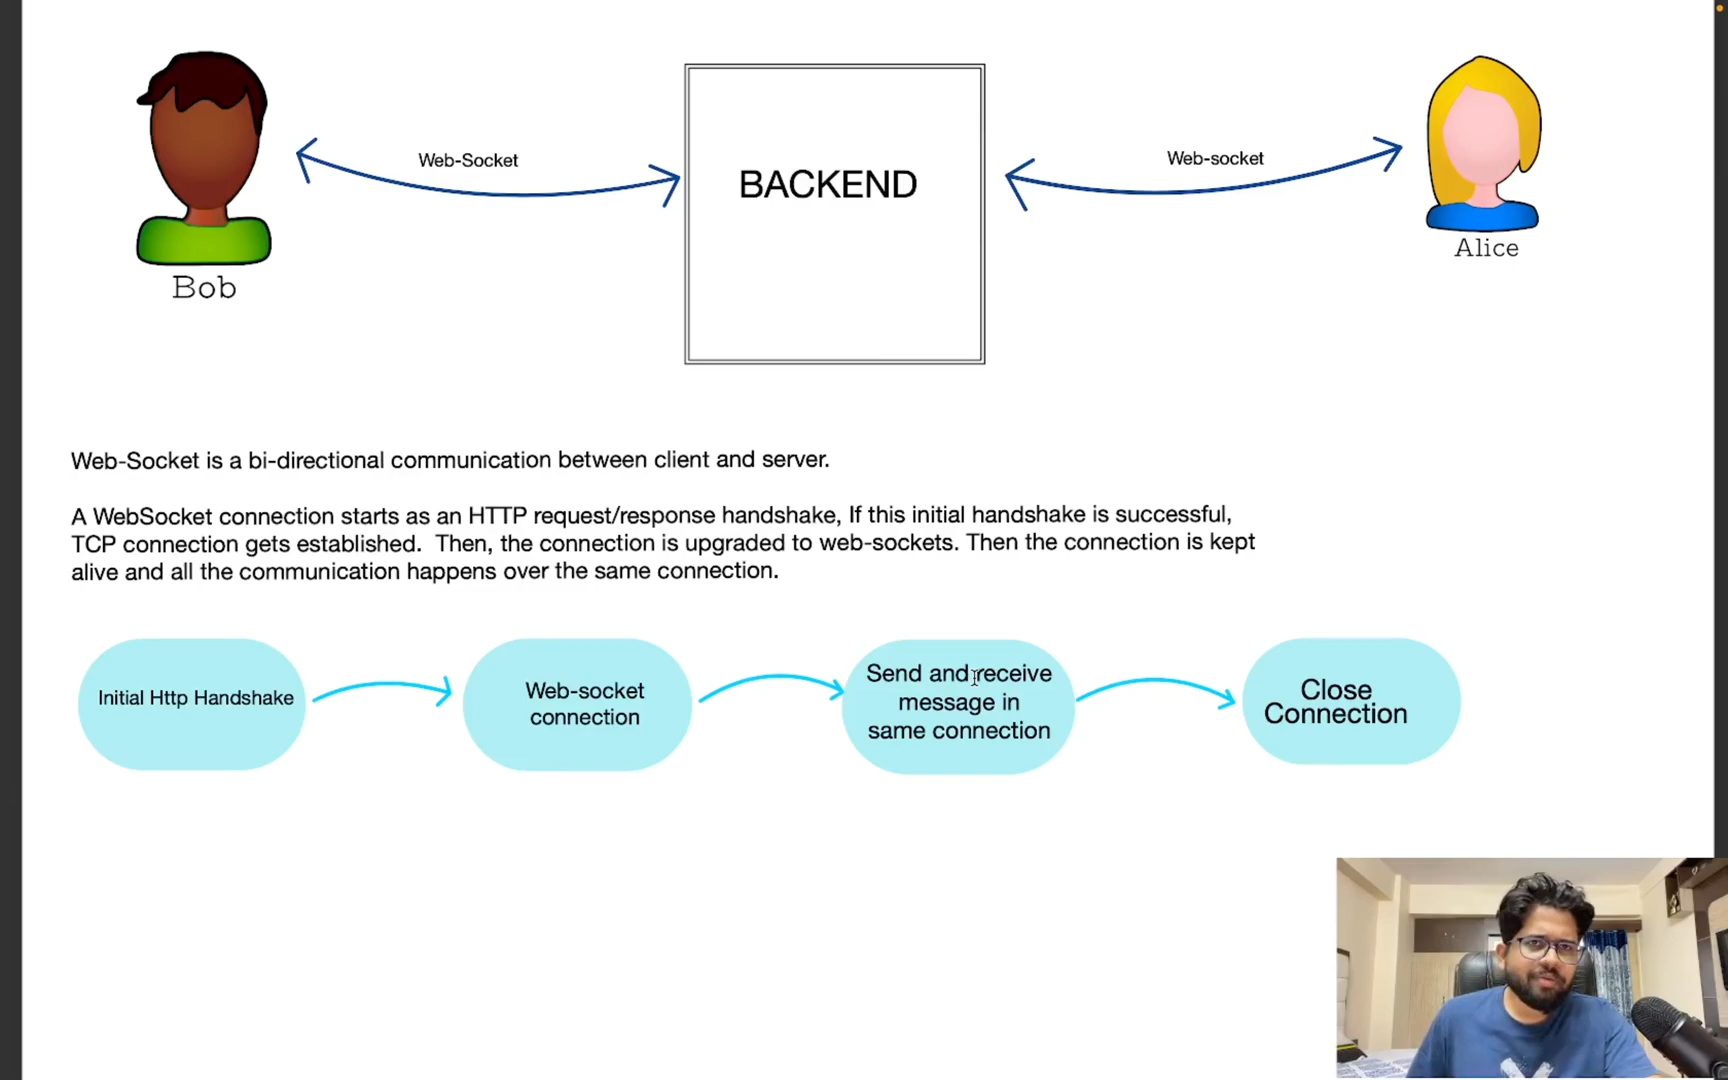 Web-Socket
Web-socket
BACKEND
Bob
Alice
Web-Socket is a bi-directional communication between client and server.
A WebSocket connection starts as an HTTP request/response handshake, If this initial handshake is successful,
TCP connection gets established.  Then, the connection is upgraded to web-sockets. Then the connection is kept
alive and all the communication happens over the same connection.
Initial Http Handshake
Web-socket
connection
Send and receive
message in
same connection
Close
Connection